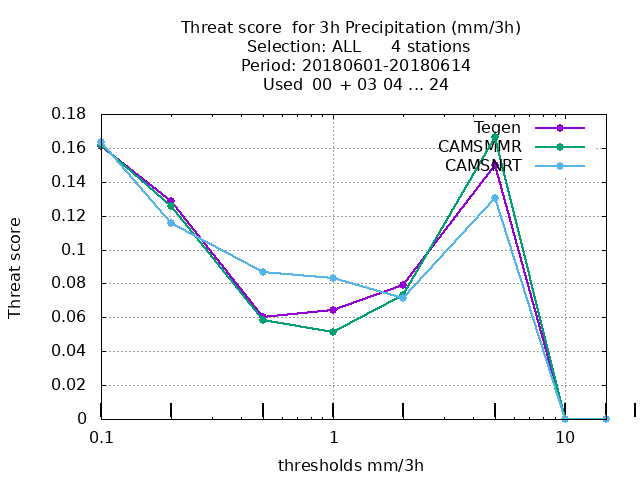 Threat score  for 3h Precipitation (mm/3h)
Selection: ALL      4 stations
Period: 20180601-20180614
Used  00 + 03 04 ... 24
Tegen
CAMSMMR
CAMSNRT
0.18
0.16
0.14
0.12
0.1
0.08
0.06
0.04
0.02
0
Threat score
0.1 1 10
thresholds mm/3h